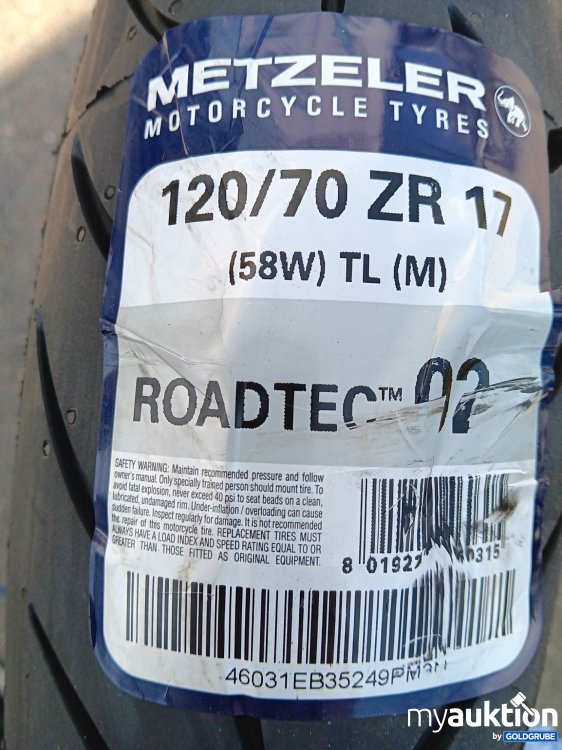 METZELER
MOTORCYCLE TYRES
120/70 ZR 17
(58W) TL (M)
ROADTEC™ 02
SAFETY WARNING: Maintain recommended pressure and follow
owner's manual. Only specially trained person should mount tire. To
avoid fatal explosion, never exceed 40 psi to seat beads on a clean,
lubricated, undamaged rim. Under-inflation / overloading can cause
sudden failure. Inspect regularly for damage. It is not recommended
the repair of this motorcycle tire. REPLACEMENT TIRES MUST
ALWAYS HAVE A LOAD INDEX AND SPEED RATING EQUAL TO OR
GREATER THAN THOSE FITTED AS ORIGINAL EQUIPMENT.
8 01922 0315
46031EB35249
myauktion
by GOLDGRUBE